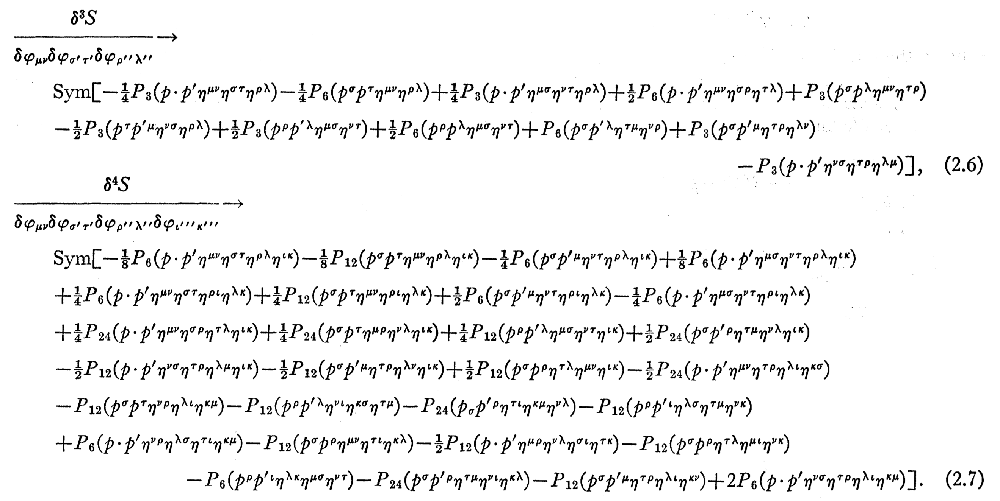 δ³S
⟶
δφ_{μν}δφ_{σ′τ′}δφ_{ρ″λ″}
Sym[−¼P₃(p·p′η^{μν}η^{στ}η^{ρλ})−¼P₆(p^σp^τη^{μν}η^{ρλ})+¼P₃(p·p′η^{μσ}η^{ντ}η^{ρλ})+½P₆(p·p′η^{μν}η^{σρ}η^{τλ})+P₃(p^σp^λη^{μν}η^{τρ})
−½P₃(p^τp′^μη^{νσ}η^{ρλ})+½P₃(p^ρp′^λη^{μσ}η^{ντ})+½P₆(p^ρp^λη^{μσ}η^{ντ})+P₆(p^σp′^λη^{τμ}η^{νρ})+P₃(p^σp′^μη^{τρ}η^{λν})
−P₃(p·p′η^{νσ}η^{τρ}η^{λμ})], (2.6)
δ⁴S
⟶
δφ_{μν}δφ_{σ′τ′}δφ_{ρ″λ″}δφ_{ι‴κ‴}
Sym[−⅛P₆(p·p′η^{μν}η^{στ}η^{ρλ}η^{ικ})−⅛P₁₂(p^σp^τη^{μν}η^{ρλ}η^{ικ})−¼P₆(p^σp′^μη^{ντ}η^{ρλ}η^{ικ})+⅛P₆(p·p′η^{μσ}η^{ντ}η^{ρλ}η^{ικ})
+¼P₆(p·p′η^{μν}η^{στ}η^{ρι}η^{λκ})+¼P₁₂(p^σp^τη^{μν}η^{ρι}η^{λκ})+½P₆(p^σp′^μη^{ντ}η^{ρι}η^{λκ})−¼P₆(p·p′η^{μσ}η^{ντ}η^{ρι}η^{λκ})
+¼P₂₄(p·p′η^{μν}η^{σρ}η^{τλ}η^{ικ})+¼P₂₄(p^σp^τη^{μρ}η^{νλ}η^{ικ})+¼P₁₂(p^ρp′^λη^{μσ}η^{ντ}η^{ικ})+½P₂₄(p^σp′^ρη^{τμ}η^{νλ}η^{ικ})
−½P₁₂(p·p′η^{νσ}η^{τρ}η^{λμ}η^{ικ})−½P₁₂(p^σp′^μη^{τρ}η^{λν}η^{ικ})+½P₁₂(p^σp^ρη^{τλ}η^{μν}η^{ικ})−½P₂₄(p·p′η^{μν}η^{τρ}η^{λι}η^{κσ})
−P₁₂(p^σp^τη^{νρ}η^{λι}η^{κμ})−P₁₂(p^ρp′^λη^{νι}η^{κσ}η^{τμ})−P₂₄(p_σp′^ρη^{τι}η^{κμ}η^{νλ})−P₁₂(p^ρp′^ιη^{λσ}η^{τμ}η^{νκ})
+P₆(p·p′η^{νρ}η^{λσ}η^{τι}η^{κμ})−P₁₂(p^σp^ρη^{μν}η^{τι}η^{κλ})−½P₁₂(p·p′η^{μρ}η^{νλ}η^{σι}η^{τκ})−P₁₂(p^σp^ρη^{τλ}η^{μι}η^{νκ})
−P₆(p^ρp′^ιη^{λκ}η^{μσ}η^{ντ})−P₂₄(p^σp′^ρη^{τμ}η^{νι}η^{κλ})−P₁₂(p^σp′^μη^{τρ}η^{λι}η^{κν})+2P₆(p·p′η^{νσ}η^{τρ}η^{λι}η^{κμ})]. (2.7)